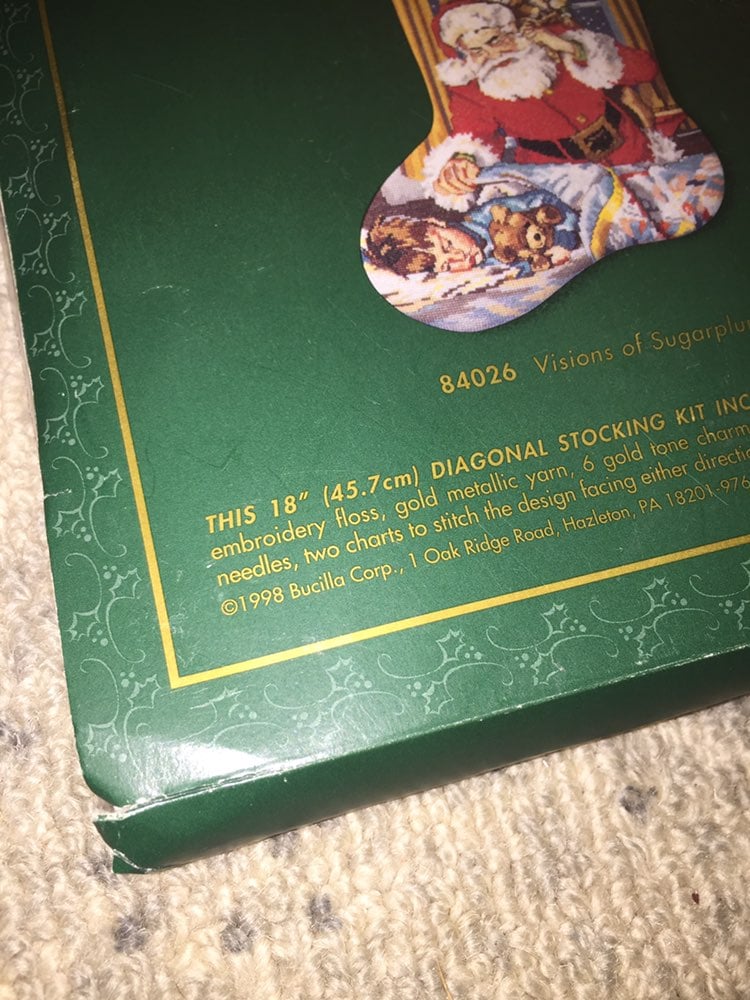 84026 Visions of Sugarplu
THIS 18" (45.7cm) DIAGONAL STOCKING KIT INC
embroidery floss, gold metallic yarn, 6 gold tone charm
needles, two charts to stitch the design facing either directio
©1998 Bucilla Corp., 1 Oak Ridge Road, Hazleton, PA 18201-976